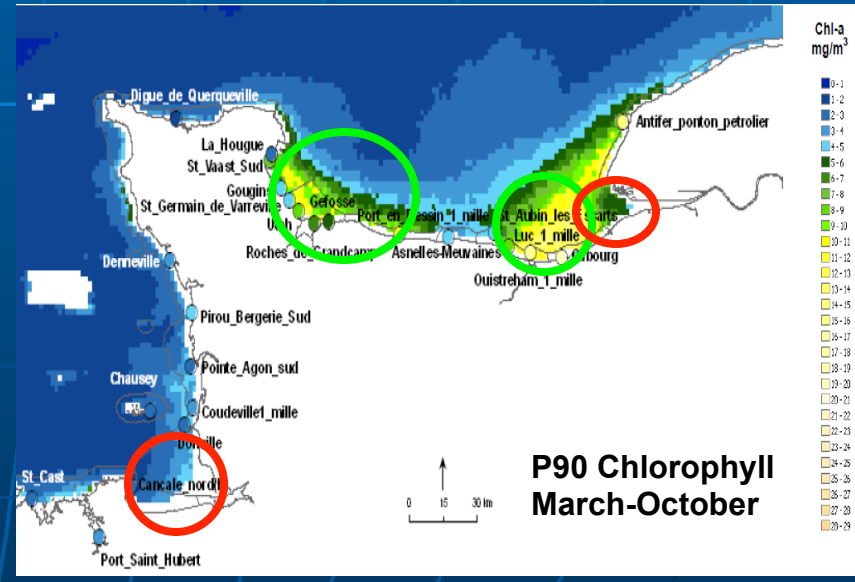 Chl-a
mg/m3
0-1
1-2
2-3
3-4
4-5
5-6
6-7
7-8
8-9
9-10
10-11
11-12
12-13
13-14
14-15
15-16
16-17
17-18
18-19
19-20
20-21
21-22
22-23
23-24
24-25
25-26
26-27
27-28
28-29
Digue_de_Querqueville
Antifer_ponton_petrolier
La_Hougue
St_Vaast_Sud
Gougins
Gefosse
St_Germain_de_Varreville
Port_en_Bessin_1_mille
St_Aubin_les_
Utah
Luc_1_mille
Roches_de_Grandcamp
Asnelles-Meuvaines
Cabourg
Ouistreham_1_mille
Denneville
Pirou_Bergerie_Sud
Pointe_Agon_sud
Chausey
Coudeville1_mille
Donville
St_Cast
Cancale_nord
Port_Saint_Hubert
0 15 30 km
P90 Chlorophyll
March-October